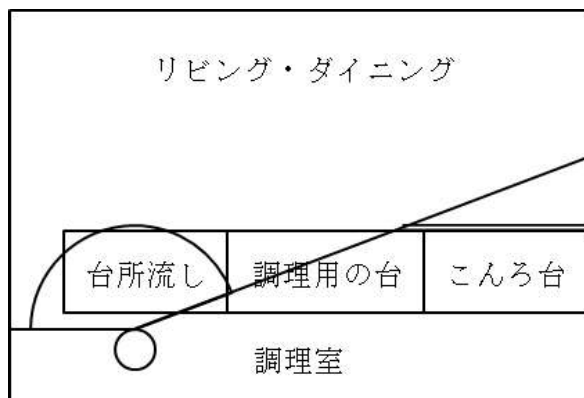 リビング・ダイニング
台所流し
調理用の台
こんろ台
調理室